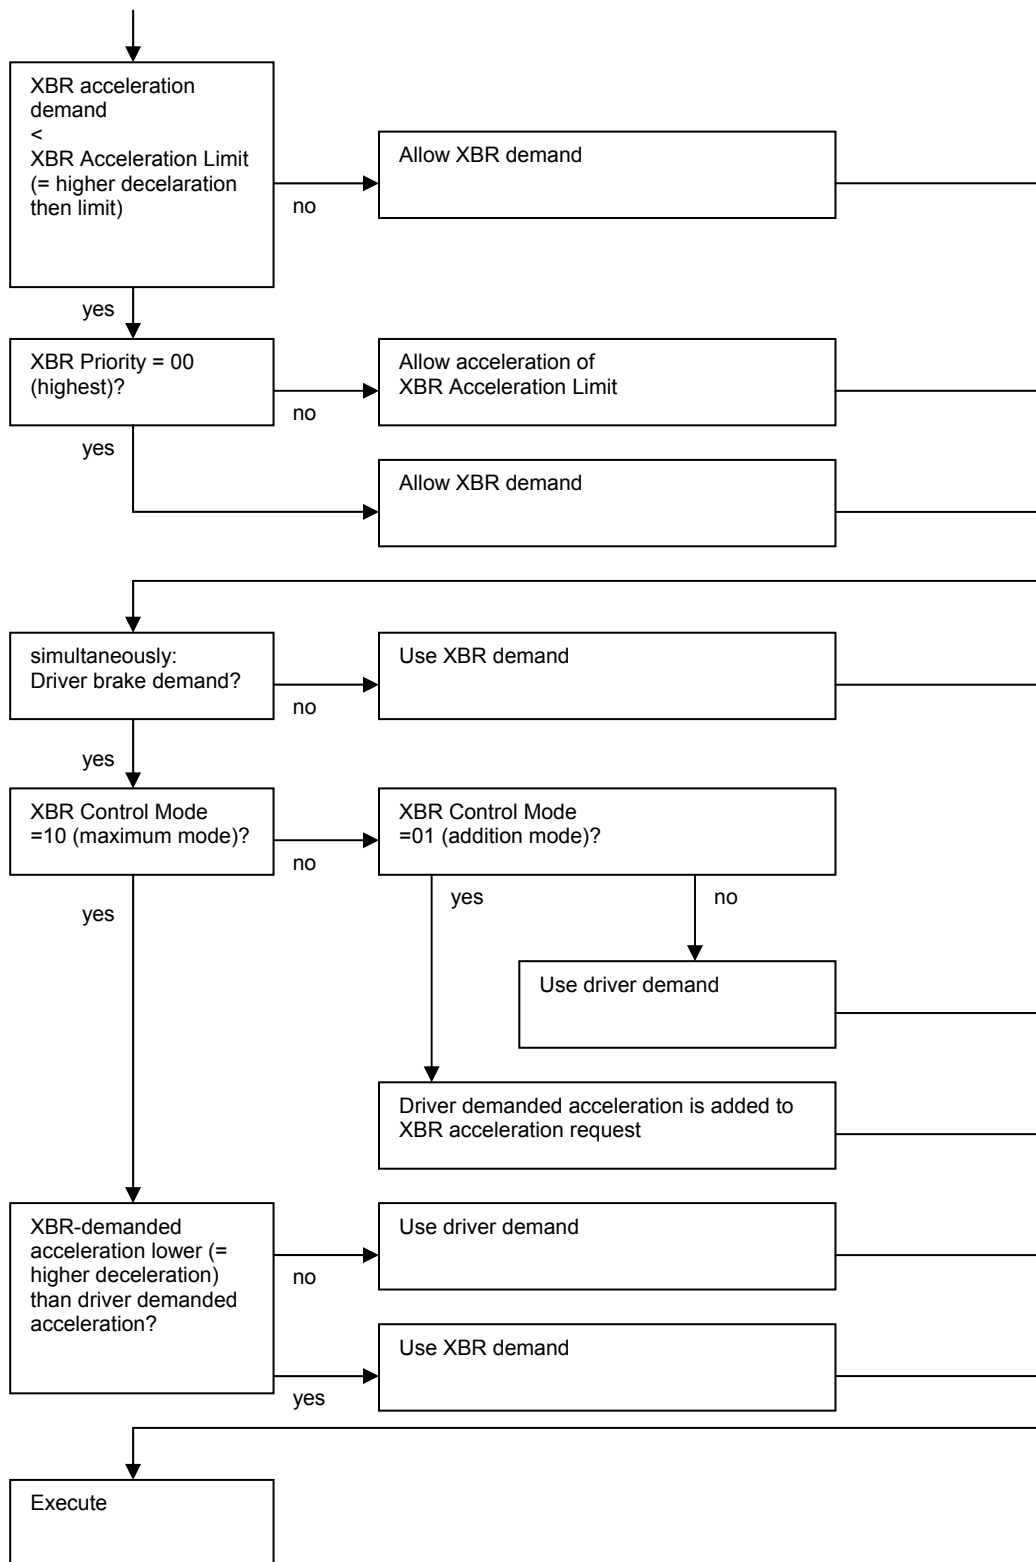 XBR acceleration
demand
<
XBR Acceleration Limit
(= higher decelaration
then limit)
Allow XBR demand
no
yes
XBR Priority = 00
(highest)?
Allow acceleration of
XBR Acceleration Limit
no
yes
Allow XBR demand
simultaneously:
Driver brake demand?
Use XBR demand
no
yes
XBR Control Mode
=10 (maximum mode)?
XBR Control Mode
=01 (addition mode)?
no
yes
no
yes
Use driver demand
Driver demanded acceleration is added to
XBR acceleration request
XBR-demanded
acceleration lower (=
higher deceleration)
than driver demanded
acceleration?
Use driver demand
no
Use XBR demand
yes
Execute